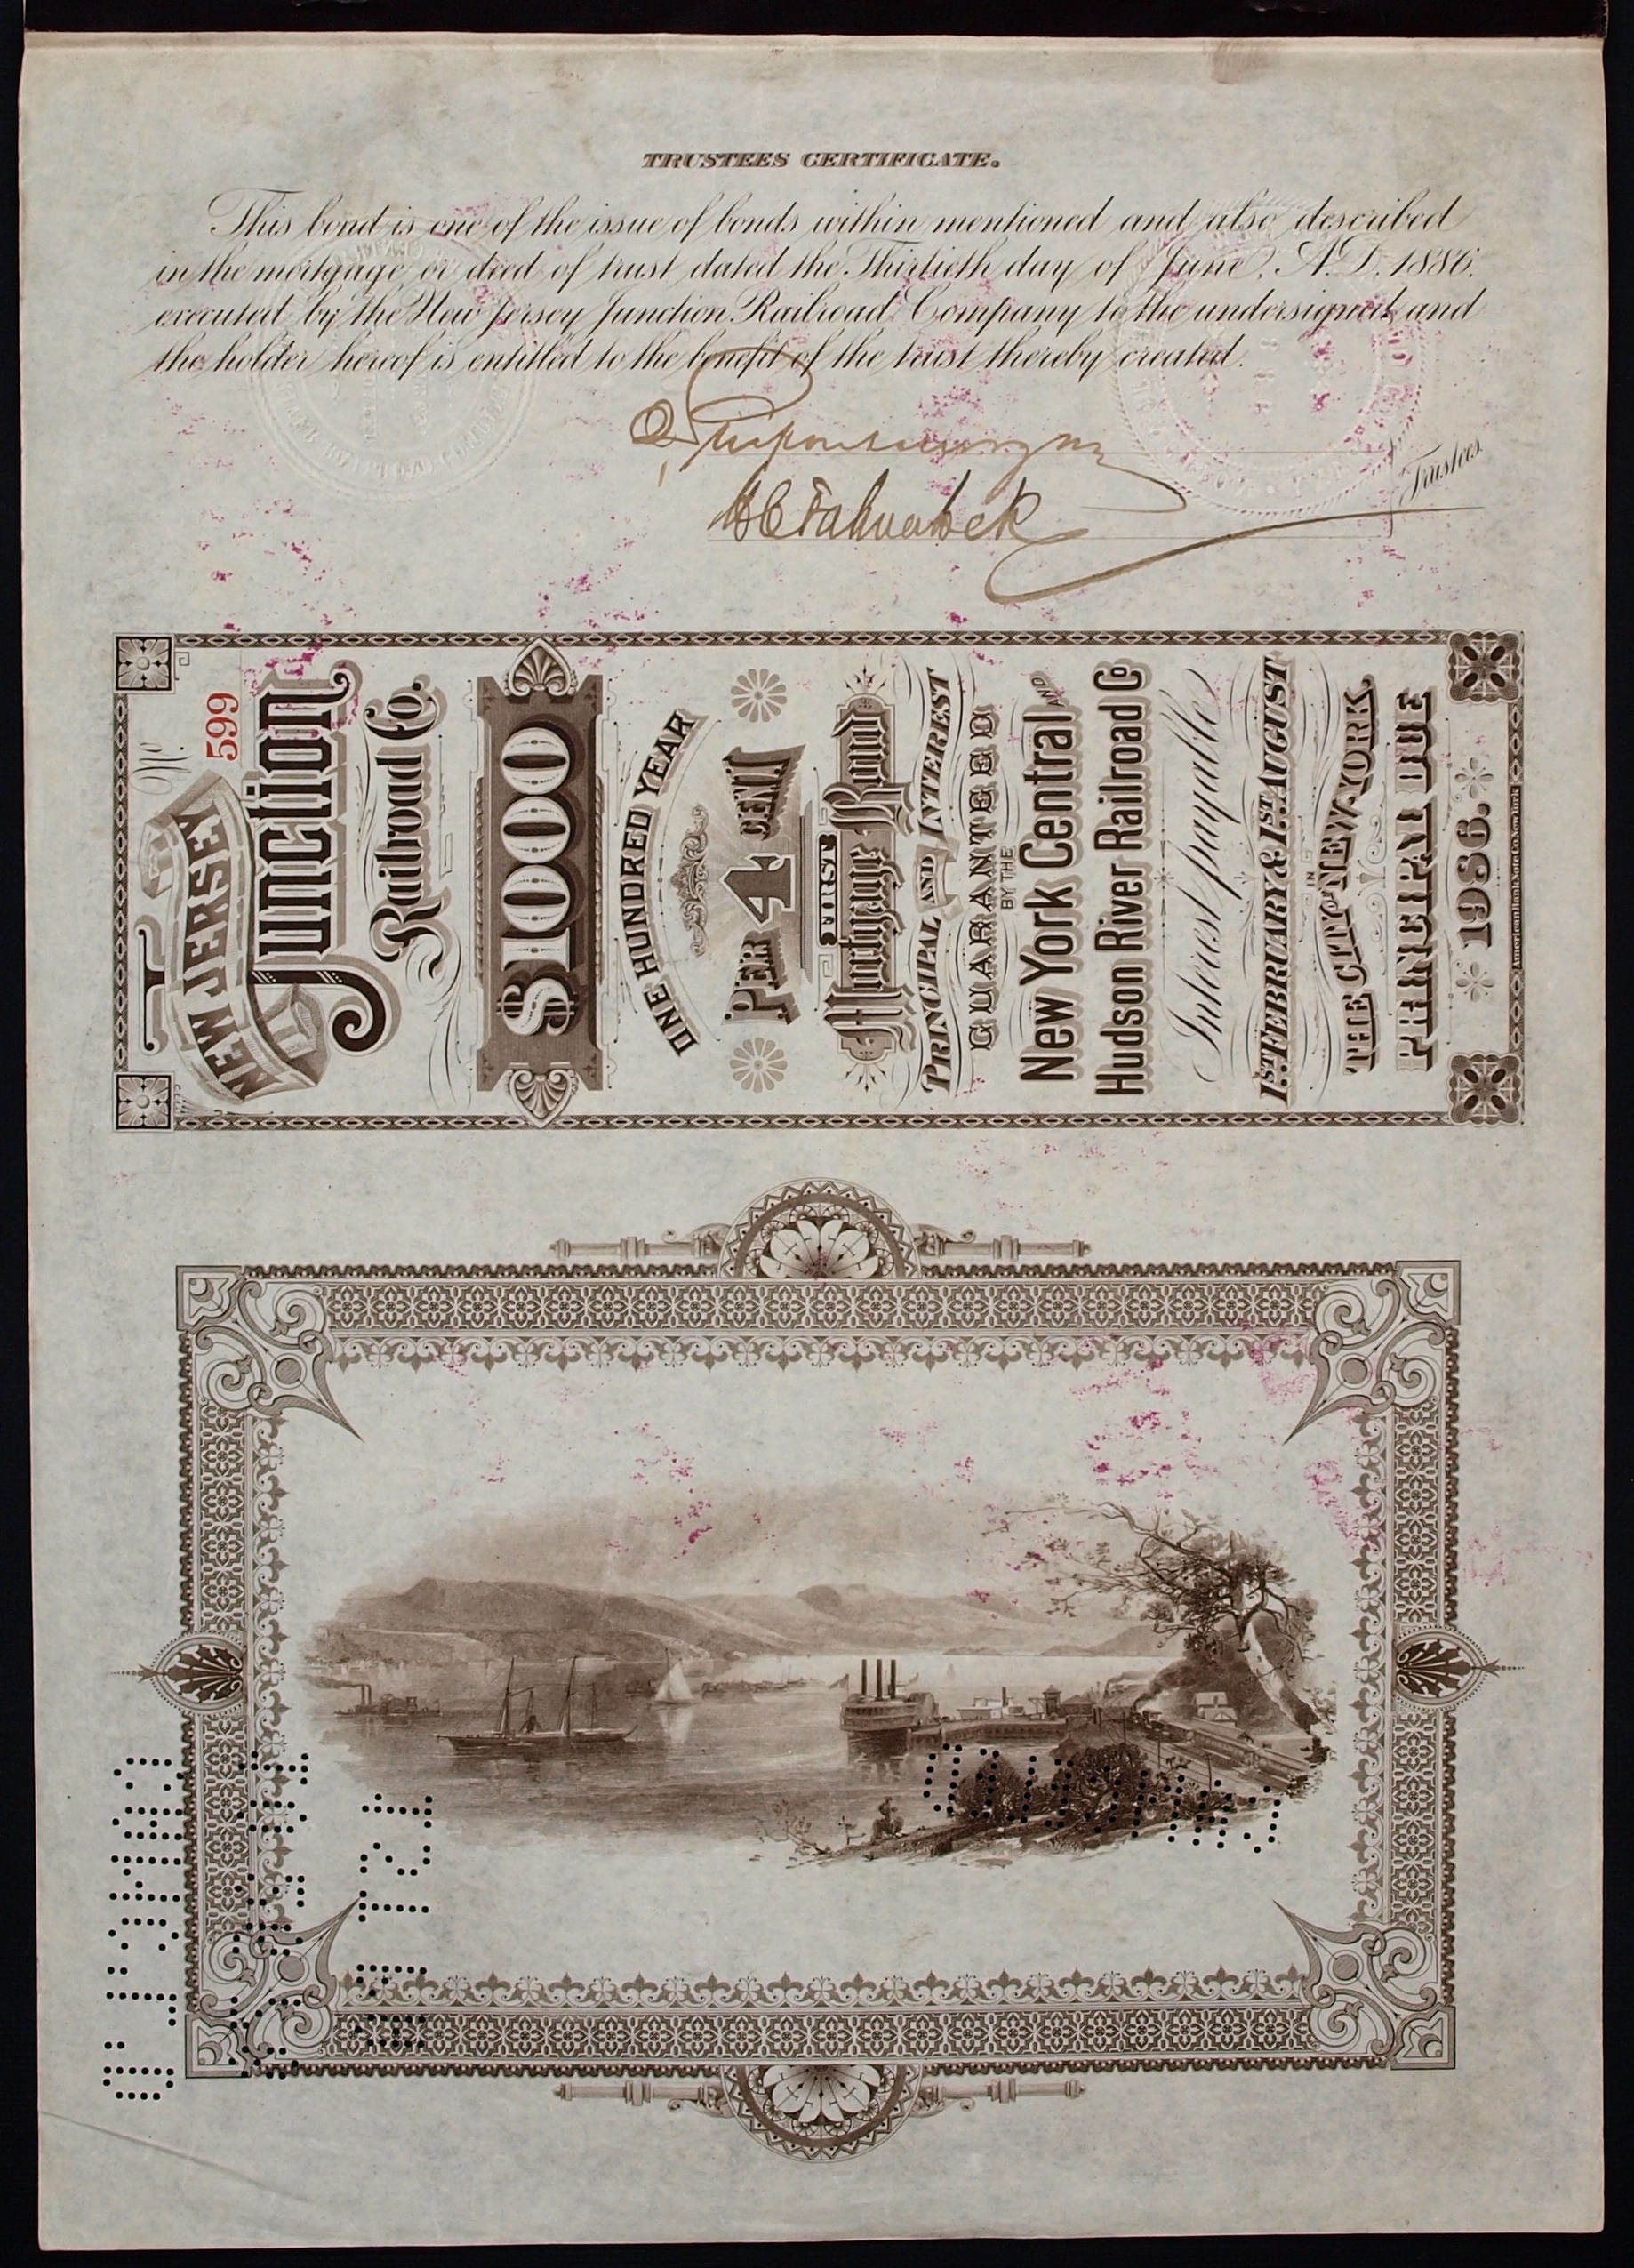 TRUSTEES CERTIFICATE.
This bond is one of the issue of bonds within mentioned and also described
in the mortgage or deed of trust dated the Thirtieth day of June, A.D. 1886,
executed by the New Jersey Junction Railroad Company to the undersigned, and
the holder hereof is entitled to the benefit of the trust thereby created.
Trustees.
No.
599
NEW JERSEY
Junction
Railroad Co.
$1000
ONE HUNDRED YEAR
PER 4 CENT
FIRST
Mortgage Bond
PRINCIPAL AND INTEREST
GUARANTEED
BY THE
New York Central AND
Hudson River Railroad Co
Interest payable
1ST FEBRUARY & 1ST AUGUST
IN
THE CITY OF NEW-YORK.
PRINCIPAL DUE
1986.
American Bank Note Co. New York